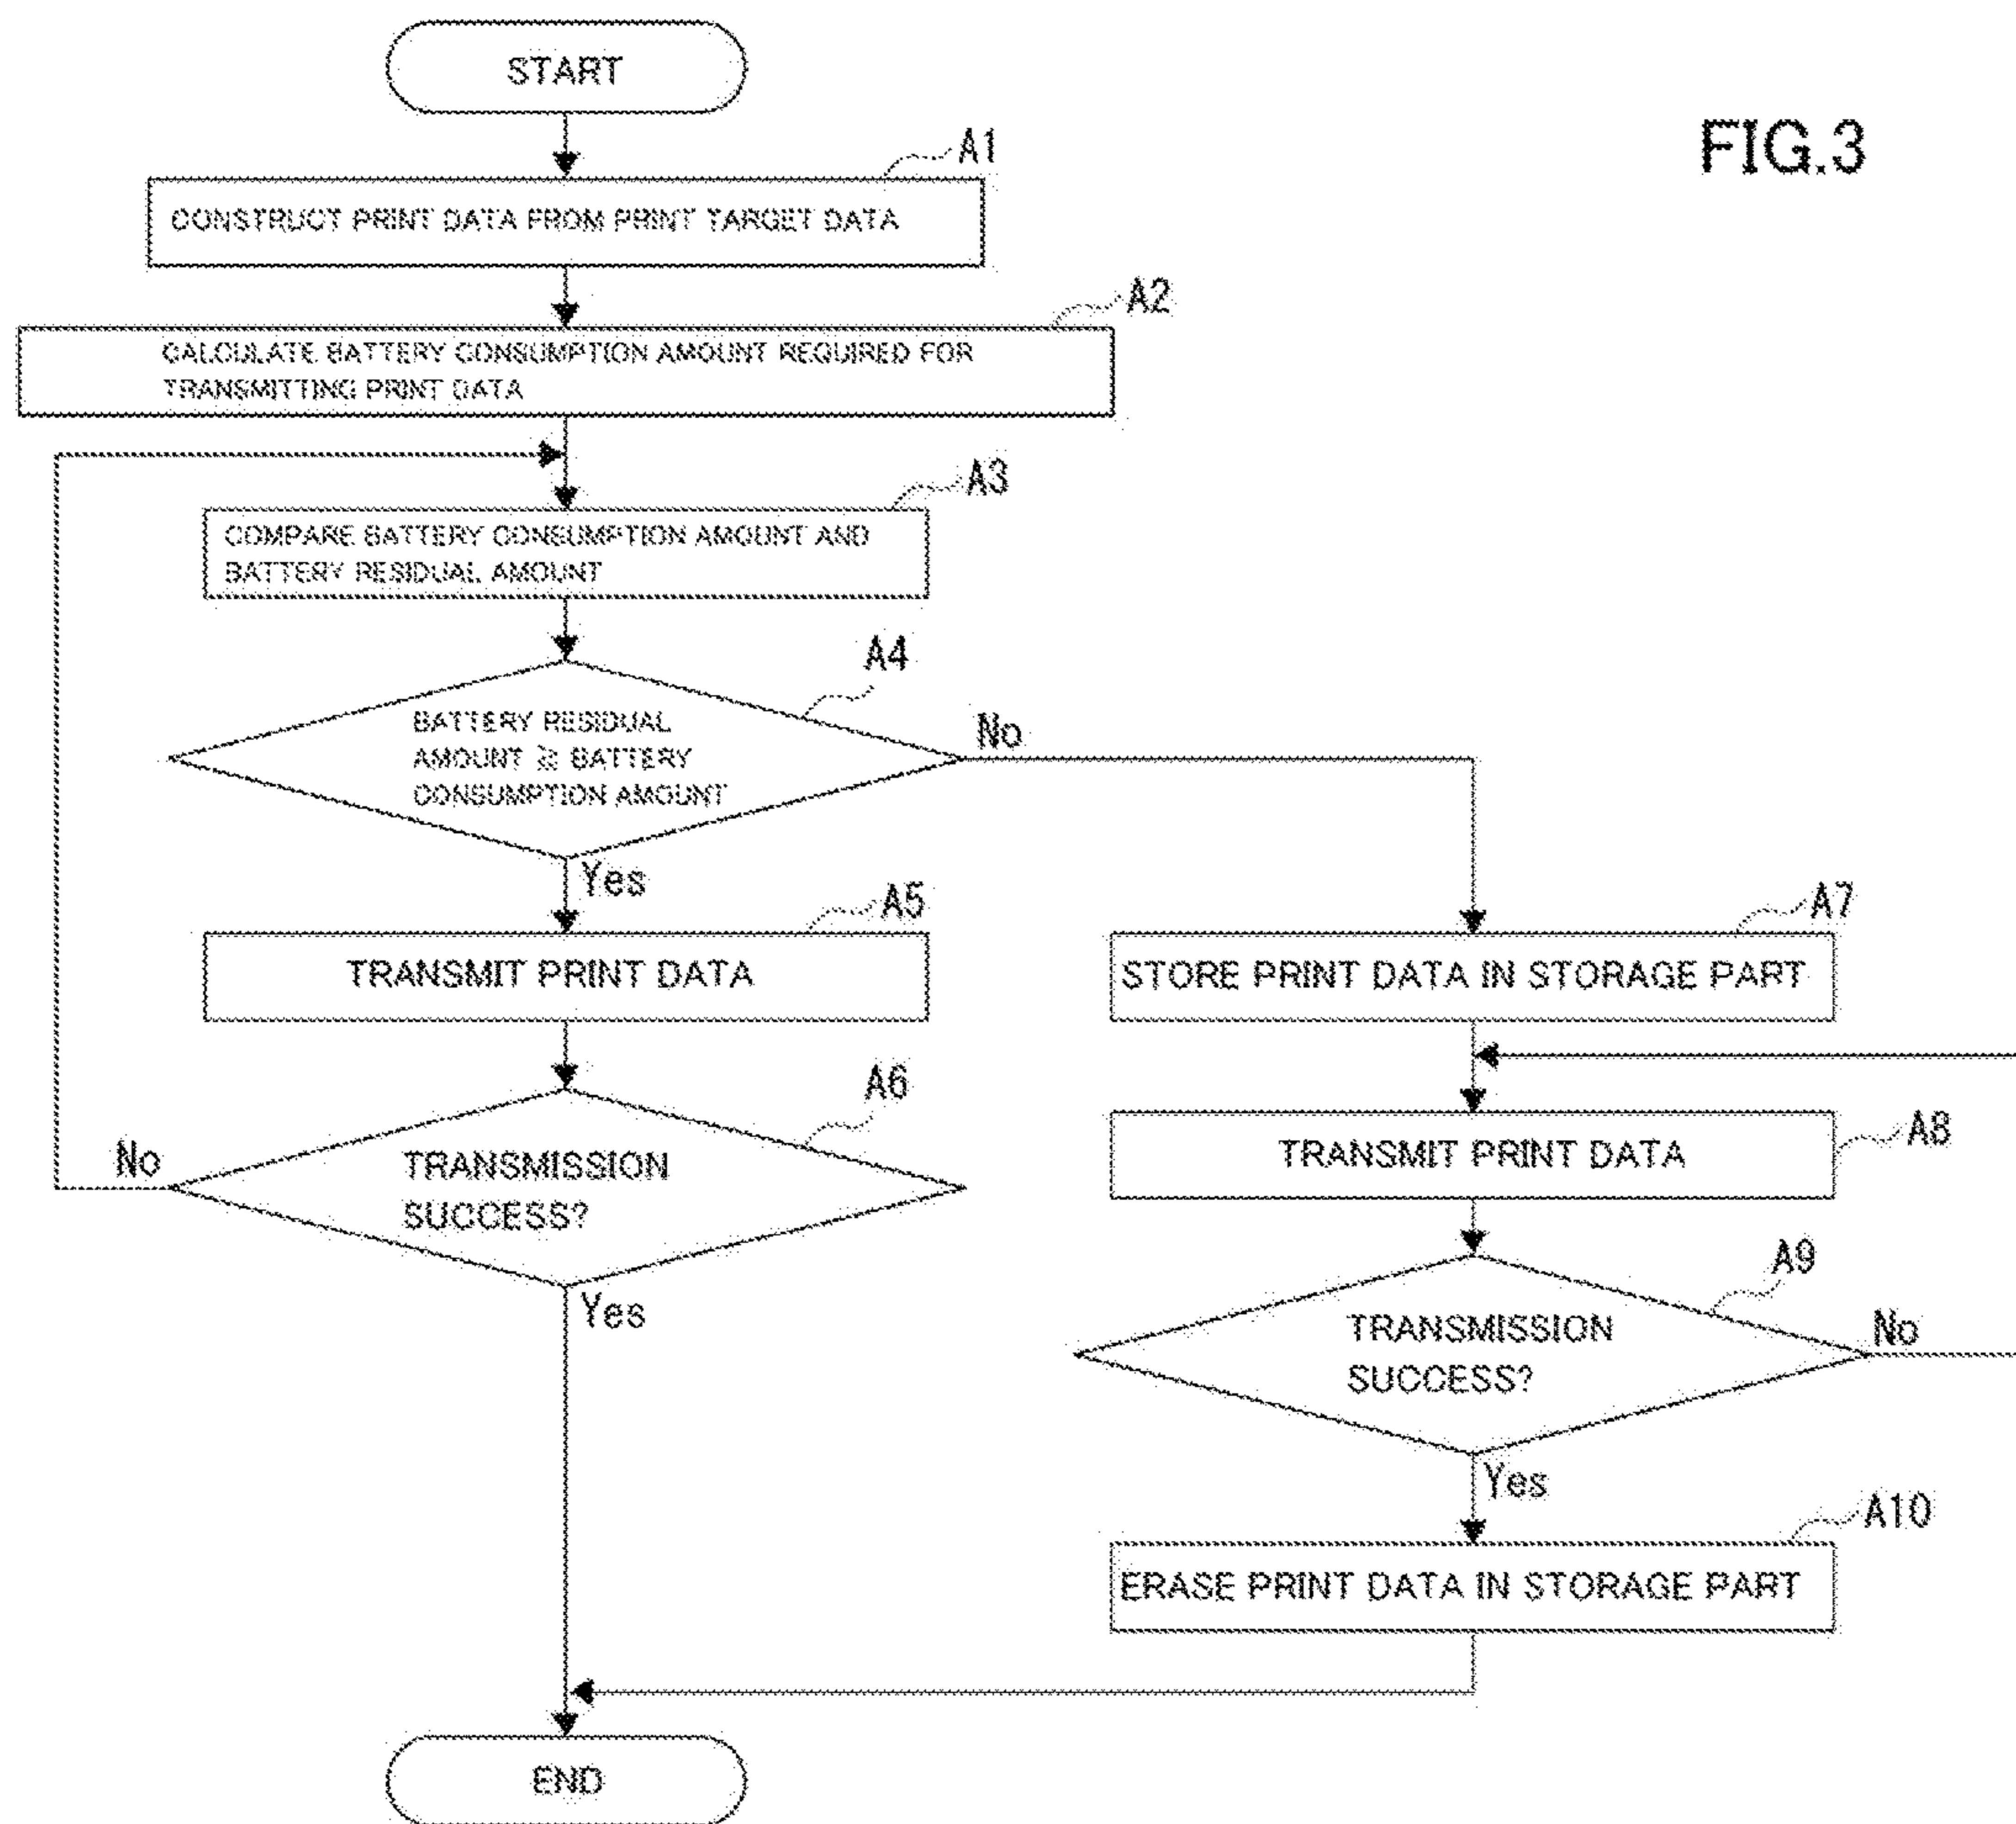 START
FIG.3
A1
CONSTRUCT PRINT DATA FROM PRINT TARGET DATA
A2
CALCULATE BATTERY CONSUMPTION AMOUNT REQUIRED FOR
TRANSMITTING PRINT DATA
A3
COMPARE BATTERY CONSUMPTION AMOUNT AND
BATTERY RESIDUAL AMOUNT
A4
BATTERY RESIDUAL
AMOUNT ≧ BATTERY
CONSUMPTION AMOUNT
No
Yes
A5
TRANSMIT PRINT DATA
A7
STORE PRINT DATA IN STORAGE PART
A6
TRANSMISSION
SUCCESS?
No
Yes
A8
TRANSMIT PRINT DATA
A9
TRANSMISSION
SUCCESS?
No
Yes
A10
ERASE PRINT DATA IN STORAGE PART
END